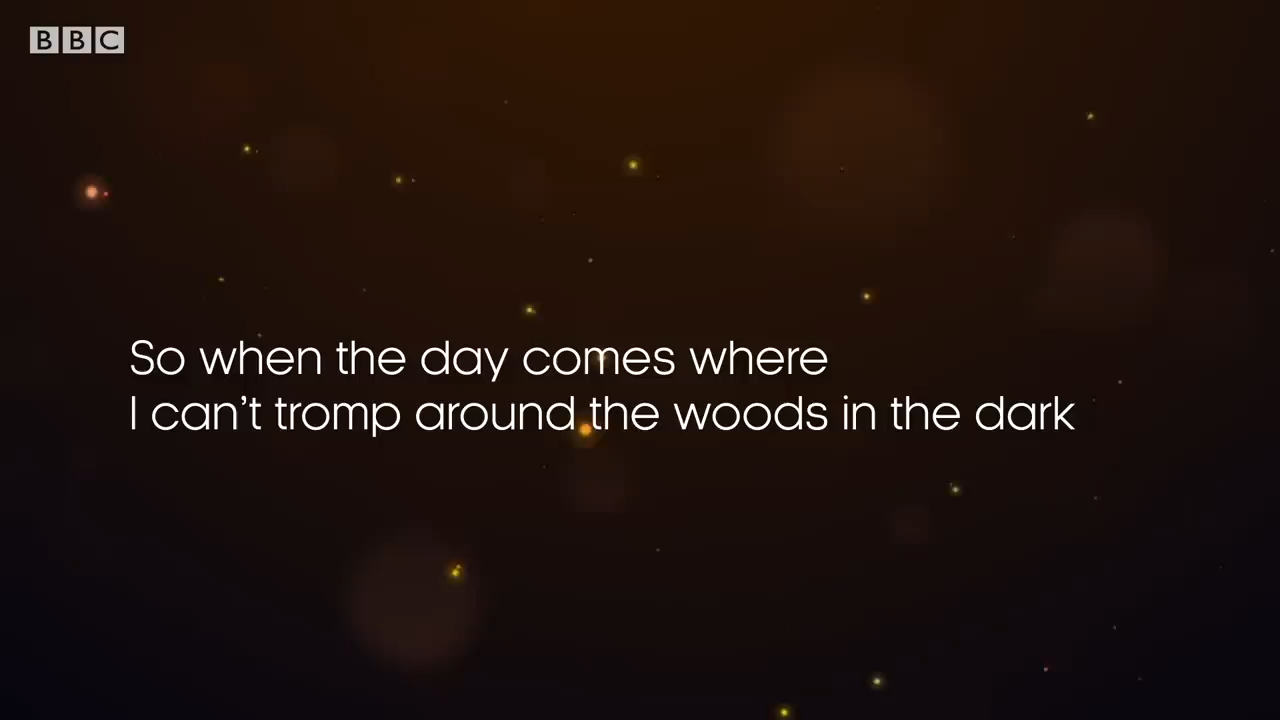 BBC
So when the day comes where
I can't tromp around the woods in the dark